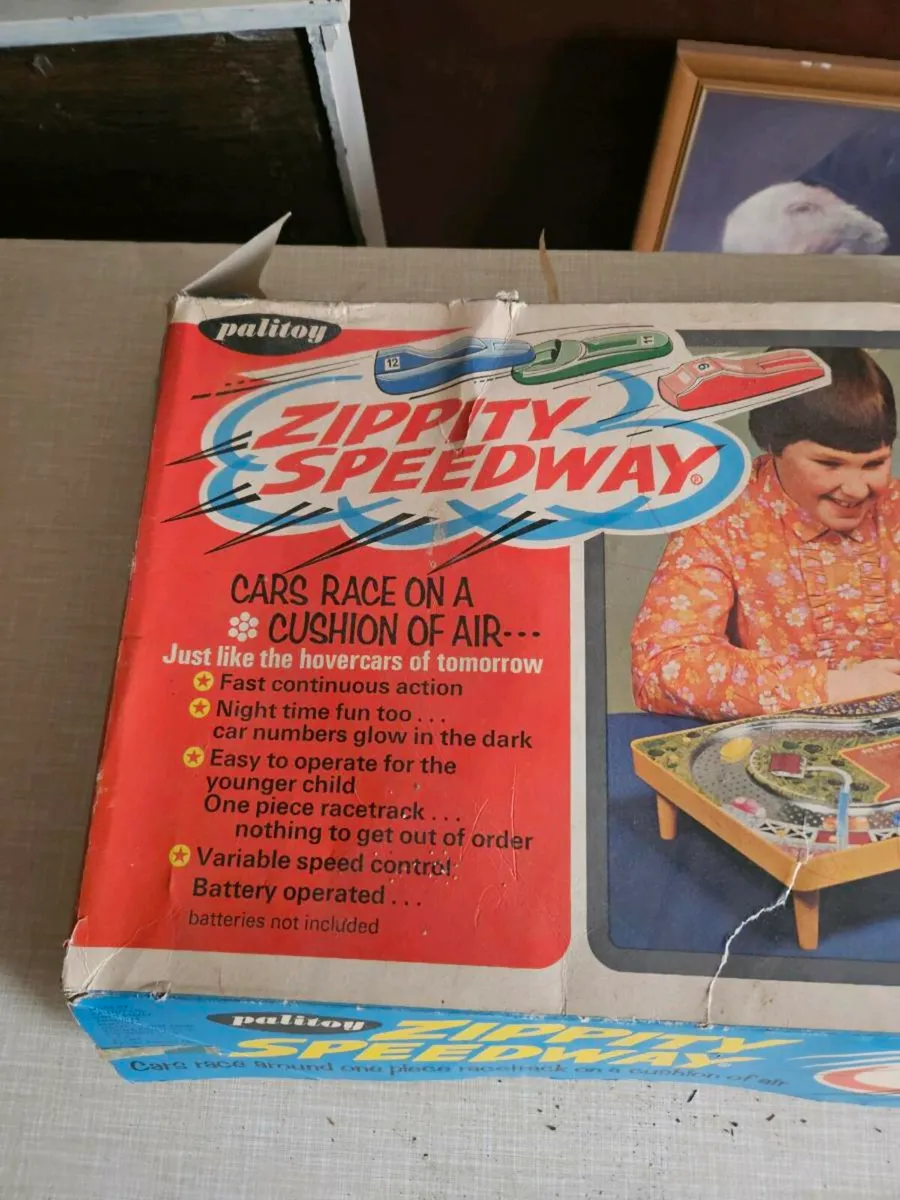 palitoy
12
11
9
ZIPPITY
SPEEDWAY®
CARS RACE ON A
CUSHION OF AIR...
Just like the hovercars of tomorrow
Fast continuous action
Night time fun too...
car numbers glow in the dark
Easy to operate for the
younger child
One piece racetrack...
nothing to get out of order
Variable speed control
Battery operated...
batteries not included
palitoy
ZIPPITY
SPEEDWAY
Cars race around one piece racetrack on a cushion of air